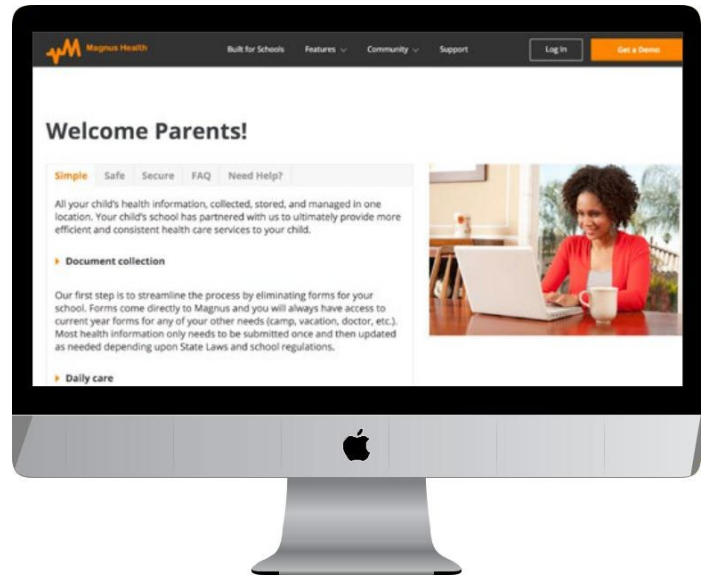 Magnus Health
Built for Schools
Features
Community
Support
Log In
Get a Demo
Welcome Parents!
Simple
Safe
Secure
FAQ
Need Help?
All your child's health information, collected, stored, and managed in one
location. Your child's school has partnered with us to ultimately provide more
efficient and consistent health care services to your child.
Document collection
Our first step is to streamline the process by eliminating forms for your
school. Forms come directly to Magnus and you will always have access to
current year forms for any of your other needs (camp, vacation, doctor, etc.).
Most health information only needs to be submitted once and then updated
as needed depending upon State Laws and school regulations.
Daily care